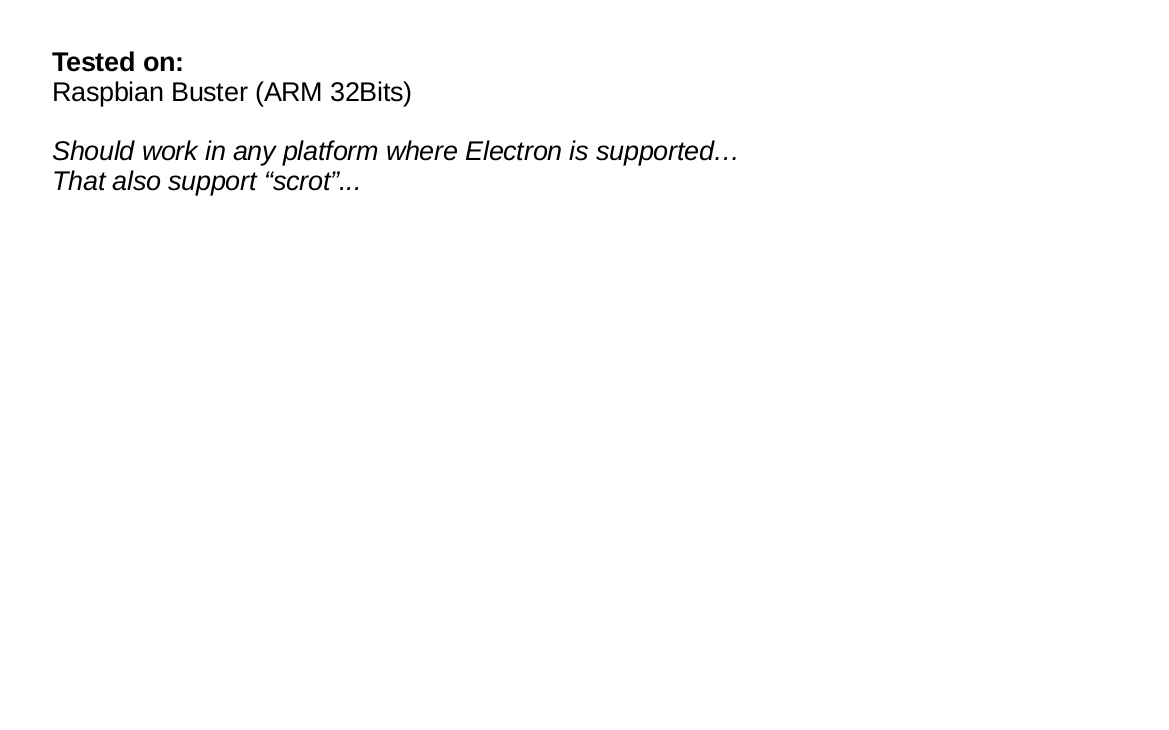 Tested on:
Raspbian Buster (ARM 32Bits)
Should work in any platform where Electron is supported…
That also support “scrot”...